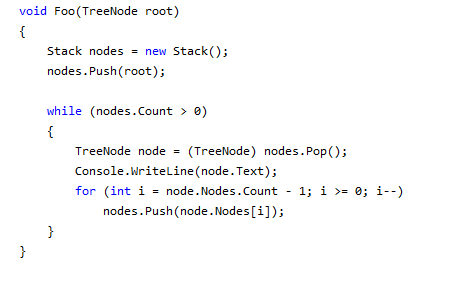 void Foo(TreeNode root)
{
    Stack nodes = new Stack();
    nodes.Push(root);

    while (nodes.Count > 0)
    {
        TreeNode node = (TreeNode) nodes.Pop();
        Console.WriteLine(node.Text);
        for (int i = node.Nodes.Count - 1; i >= 0; i--)
            nodes.Push(node.Nodes[i]);
    }
}